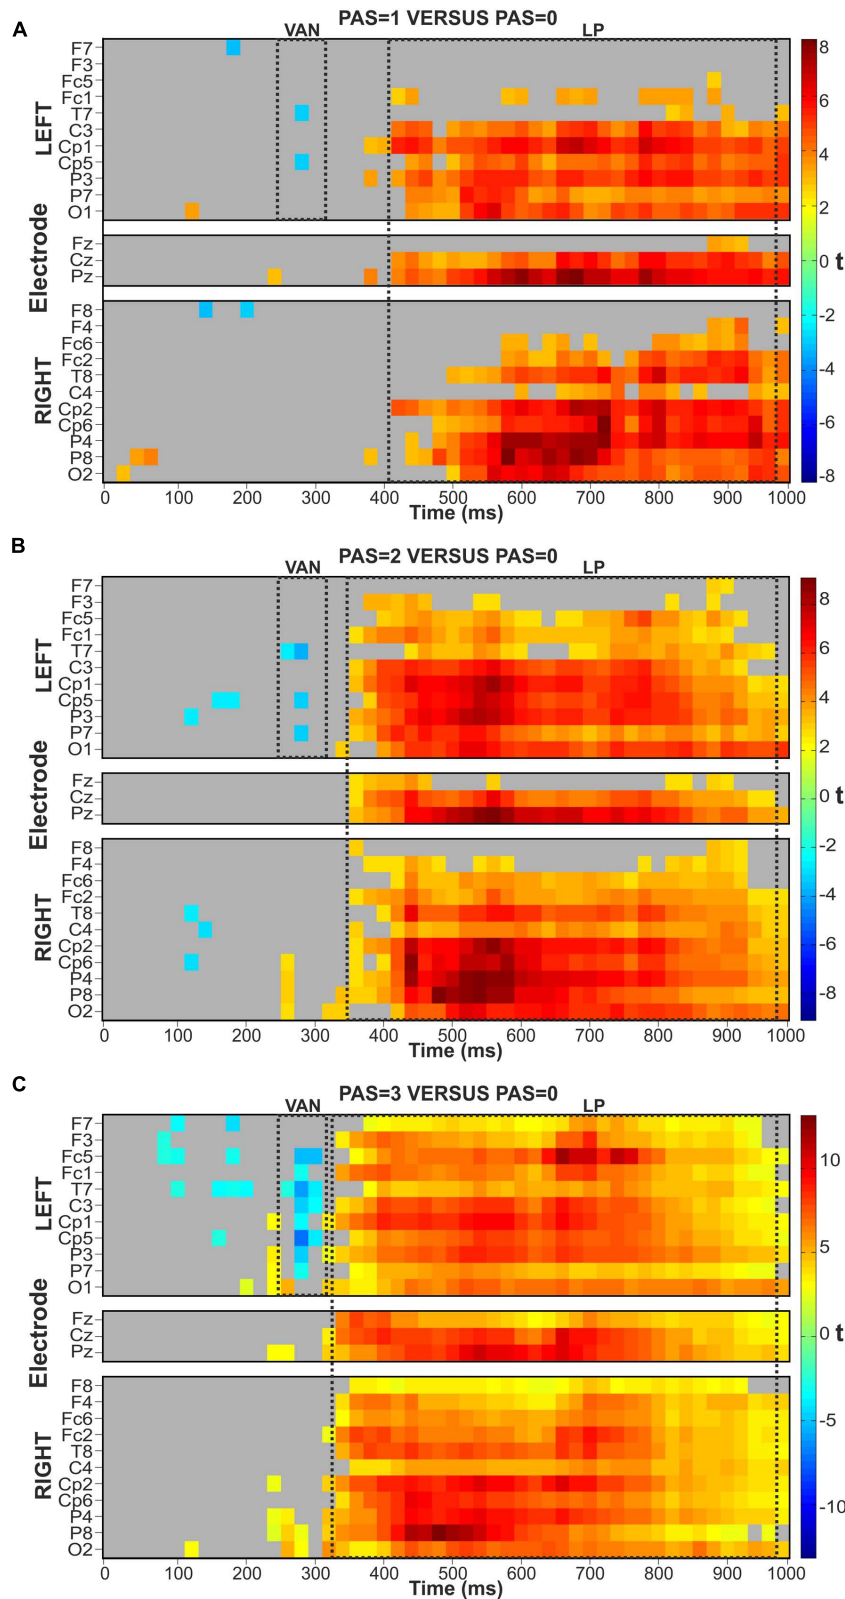 A
PAS=1 VERSUS PAS=0
VAN
LP
F7
F3
Fc5
Fc1
T7
C3
Cp1
Cp5
P3
P7
O1
Fz
Cz
Pz
F8
F4
Fc6
Fc2
T8
C4
Cp2
Cp6
P4
P8
O2
LEFT
Electrode
RIGHT
0 100 200 300 400 500 600 700 800 900 1000
Time (ms)
8
6
4
2
0 t
-2
-4
-6
-8
B
PAS=2 VERSUS PAS=0
VAN
LP
F7
F3
Fc5
Fc1
T7
C3
Cp1
Cp5
P3
P7
O1
Fz
Cz
Pz
F8
F4
Fc6
Fc2
T8
C4
Cp2
Cp6
P4
P8
O2
LEFT
Electrode
RIGHT
0 100 200 300 400 500 600 700 800 900 1000
Time (ms)
8
6
4
2
0 t
-2
-4
-6
-8
C
PAS=3 VERSUS PAS=0
VAN
LP
F7
F3
Fc5
Fc1
T7
C3
Cp1
Cp5
P3
P7
O1
Fz
Cz
Pz
F8
F4
Fc6
Fc2
T8
C4
Cp2
Cp6
P4
P8
O2
LEFT
Electrode
RIGHT
0 100 200 300 400 500 600 700 800 900 1000
Time (ms)
10
5
0 t
-5
-10